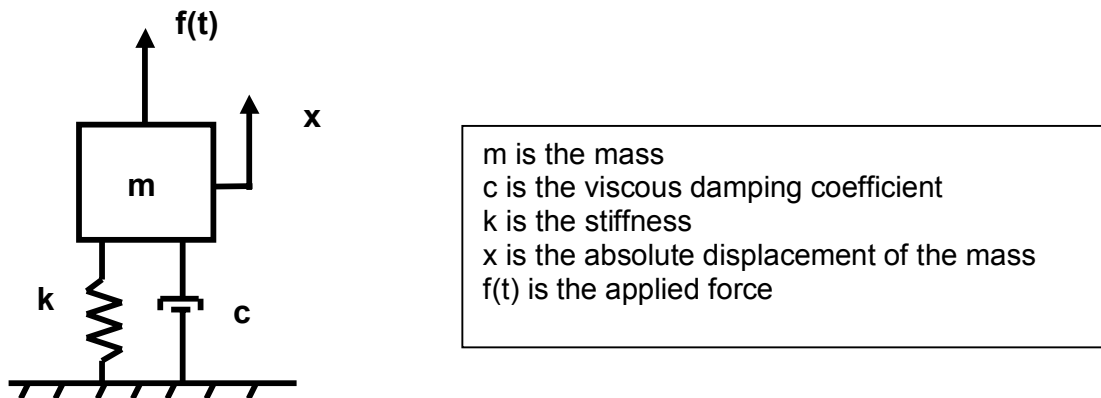 f(t)
x
m
k
c
m is the mass
c is the viscous damping coefficient
k is the stiffness
x is the absolute displacement of the mass
f(t) is the applied force